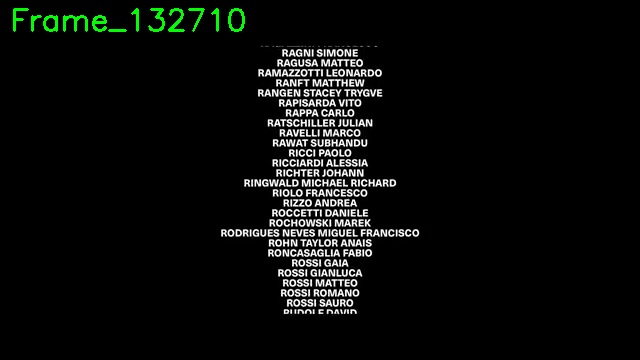 Frame_132710
RAGNI SIMONE
RAGUSA MATTEO
RAMAZZOTTI LEONARDO
RANFT MATTHEW
RANGEN STACEY TRYGVE
RAPISARDA VITO
RAPPA CARLO
RATSCHILLER JULIAN
RAVELLI MARCO
RAWAT SUBHANDU
RICCI PAOLO
RICCIARDI ALESSIA
RICHTER JOHANN
RINGWALD MICHAEL RICHARD
RIOLO FRANCESCO
RIZZO ANDREA
ROCCETTI DANIELE
ROCHOWSKI MAREK
RODRIGUES NEVES MIGUEL FRANCISCO
ROHN TAYLOR ANAIS
RONCASAGLIA FABIO
ROSSI GAIA
ROSSI GIANLUCA
ROSSI MATTEO
ROSSI ROMANO
ROSSI SAURO
RUDOLF DAVID